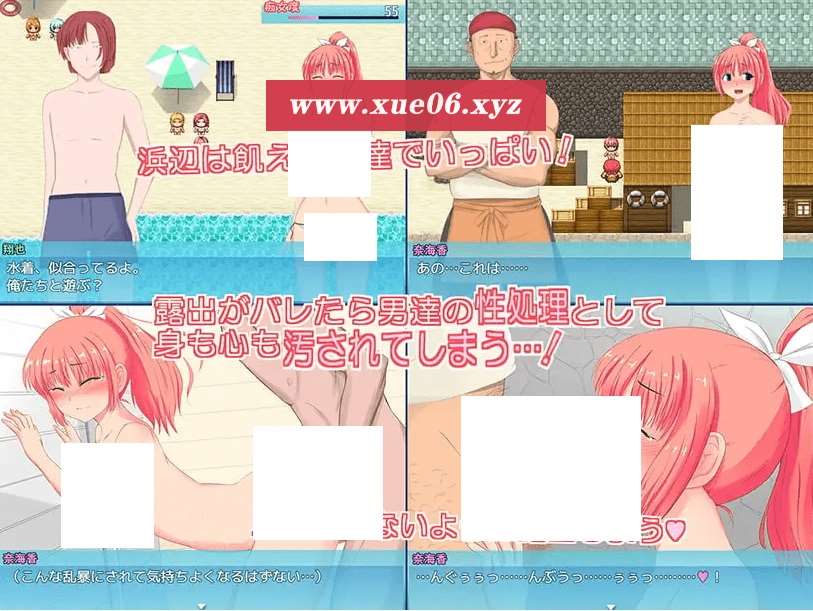 痴女度
55
www.xue06.xyz
浜辺は飢え
達でいっぱい!
翔也
水着、似合ってるよ。
俺たちと遊ぶ?
奈海香
あの…これは……
露出がバレたら男達の性処理として
身も心も汚されてしまう…!
ないよ
う♥
奈海香
(こんな乱暴にされて気持ちよくなるはずない…)
奈海香
…んぐぅぅっ……んぶうっ……ぅぅっ………♥!